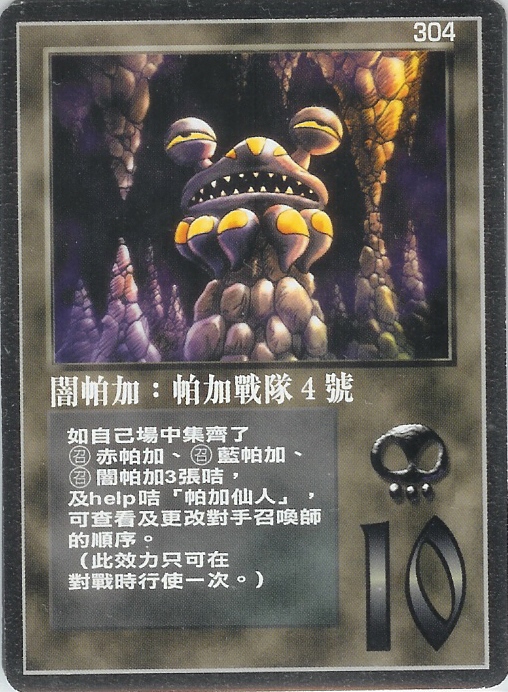 304
闇帕加：帕加戰隊4號
如自己場中集齊了
召赤帕加、召藍帕加、
召闇帕加3張咭，
及help咭「帕加仙人」，
可查看及更改對手召喚師
的順序。
（此效力只可在
對戰時行使一次。）
10